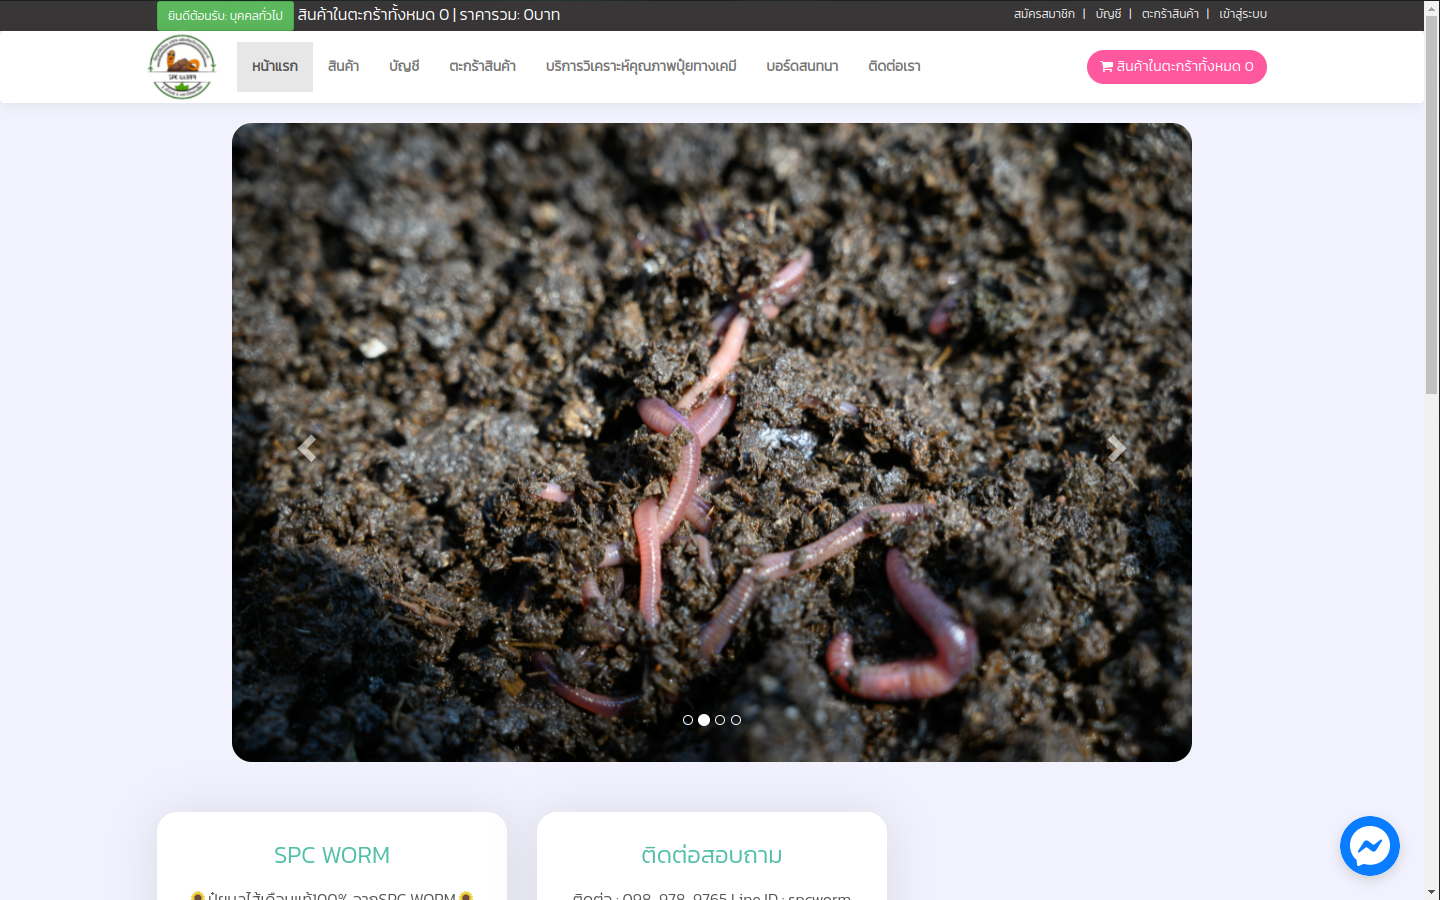 ยินดีต้อนรับ: บุคคลทั่วไป สินค้าในตะกร้าทั้งหมด 0 | ราคารวม: 0บาท
สมัครสมาชิก | บัญชี | ตะกร้าสินค้า | เข้าสู่ระบบ
SPC WORM
หน้าแรก สินค้า บัญชี ตะกร้าสินค้า บริการวิเคราะห์คุณภาพปุ๋ยทางเคมี บอร์ดสนทนา ติดต่อเรา
สินค้าในตะกร้าทั้งหมด 0
SPC WORM
🌻ปุ๋ยมูลไส้เดือนแท้100% จากSPC WORM🌻
ติดต่อสอบถาม
ติดต่อ : 098-978-9765 Line ID : spcworm